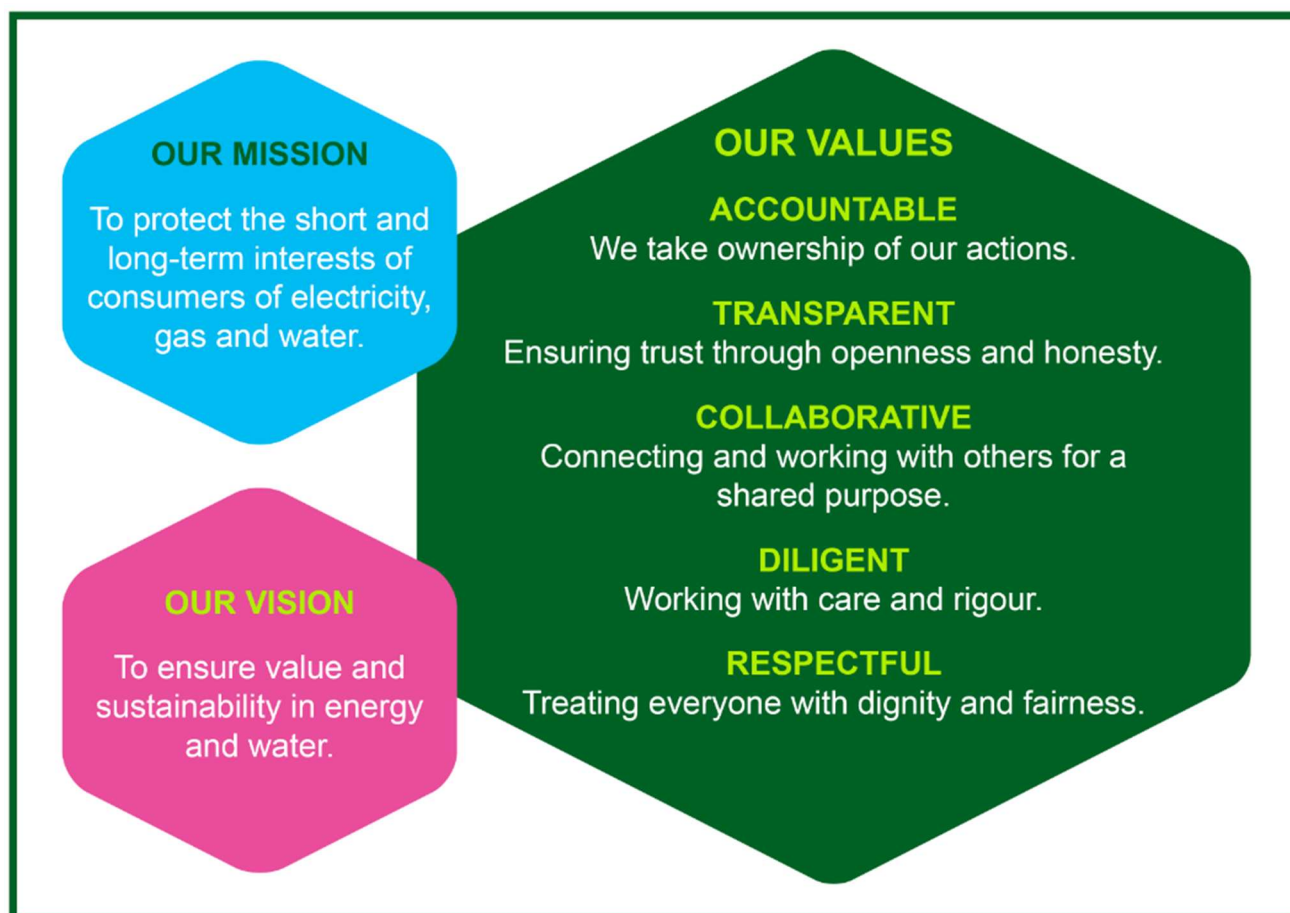 OUR MISSION
To protect the short and
long-term interests of
consumers of electricity,
gas and water.
OUR VISION
To ensure value and
sustainability in energy
and water.
OUR VALUES
ACCOUNTABLE
We take ownership of our actions.
TRANSPARENT
Ensuring trust through openness and honesty.
COLLABORATIVE
Connecting and working with others for a
shared purpose.
DILIGENT
Working with care and rigour.
RESPECTFUL
Treating everyone with dignity and fairness.